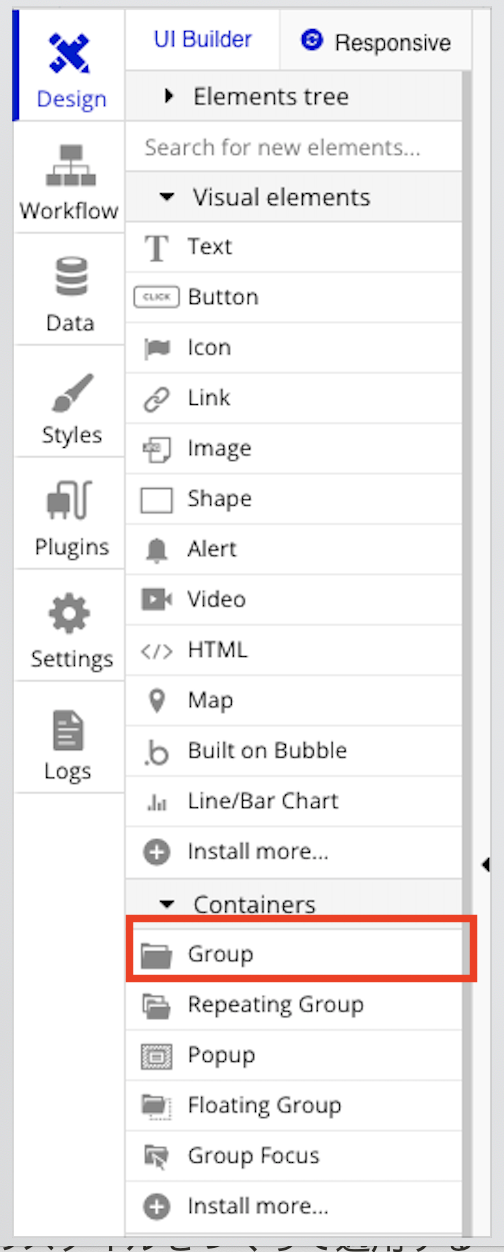 UI Builder
Responsive
Design
Elements tree
Search for new elements...
Visual elements
Workflow
Text
CLICK Button
Icon
Data
Link
Image
Styles
Shape
Alert
Plugins
Video
HTML
Settings
Map
.b Built on Bubble
Logs
Line/Bar Chart
Install more...
Containers
Group
Repeating Group
Popup
Floating Group
Group Focus
Install more...